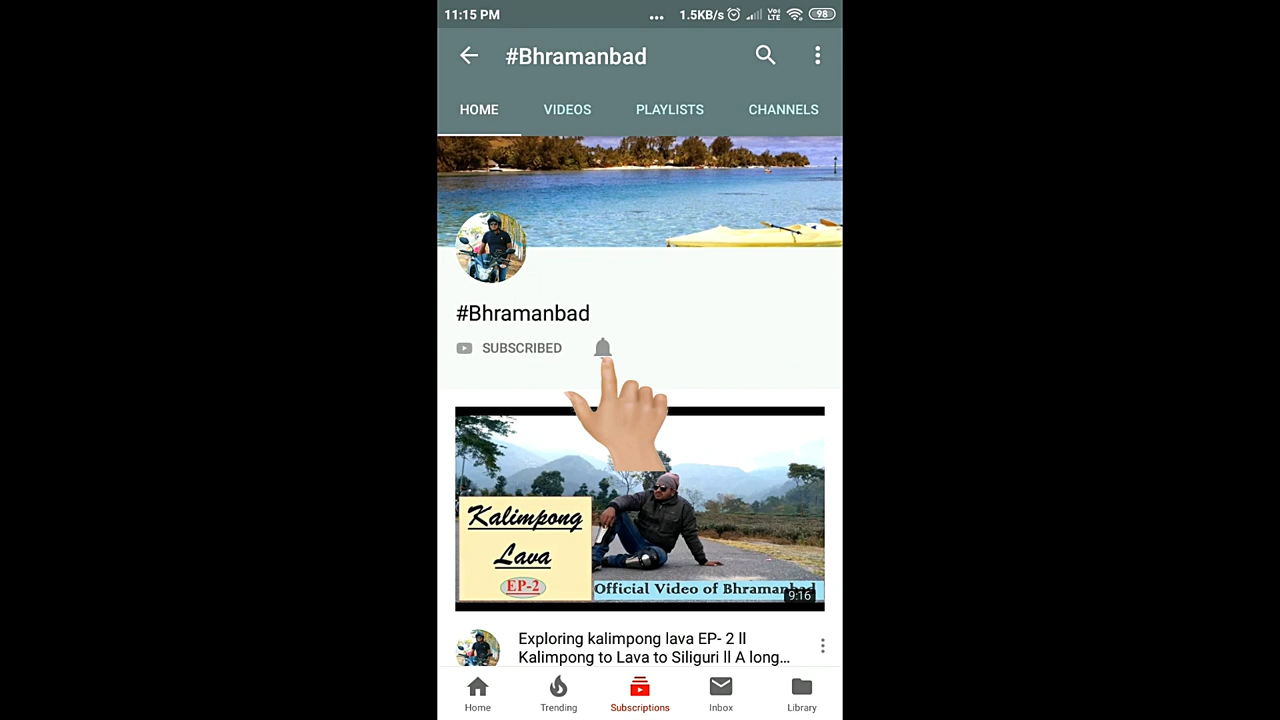 11:15 PM ... 1.5KB/s Vo) LTE 98
#Bhramanbad
HOME VIDEOS PLAYLISTS CHANNELS
#Bhramanbad
SUBSCRIBED
Kalimpong
Lava
EP-2
Official Video of Bhramanbad
9:16
Exploring kalimpong lava EP- 2 ll
Kalimpong to Lava to Siliguri ll A long...
Home Trending Subscriptions Inbox Library